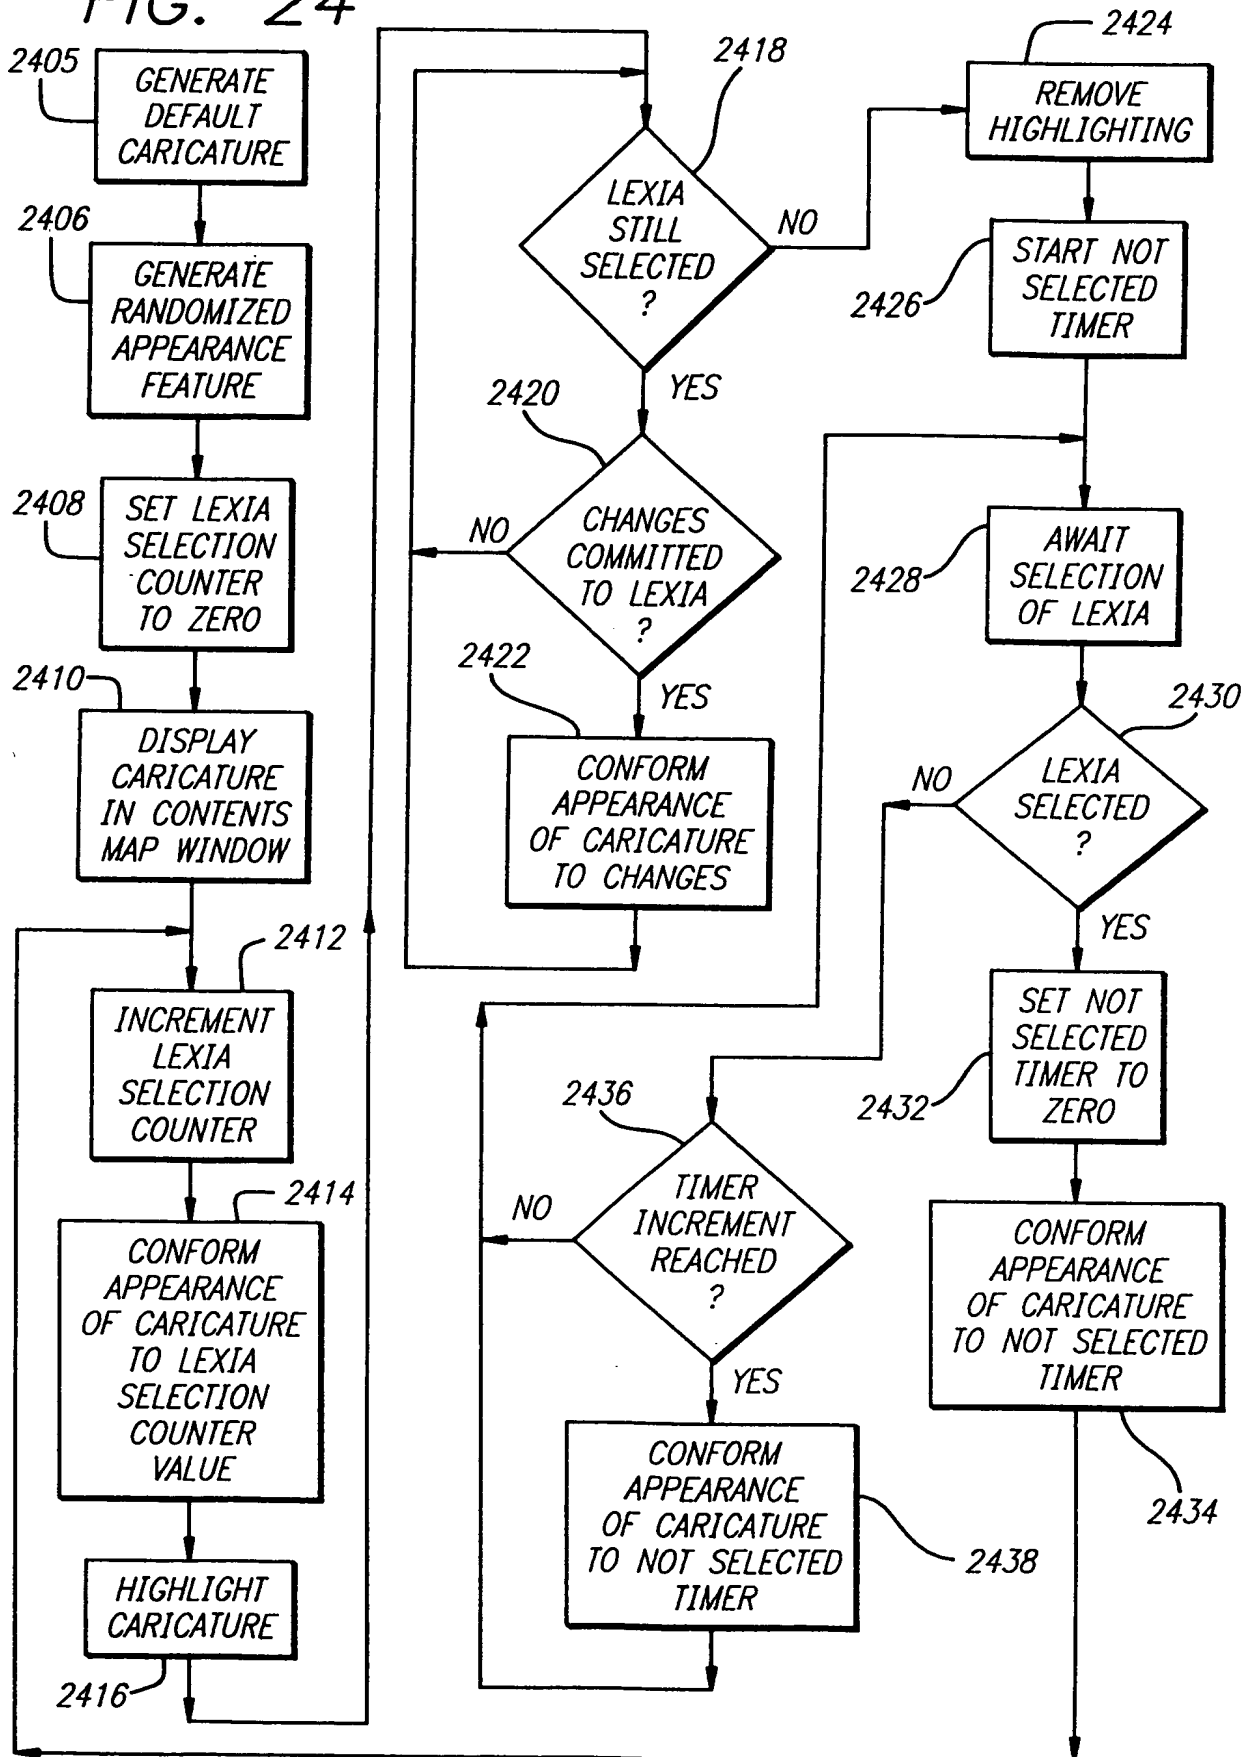 FIG. 24
2405
GENERATE
DEFAULT
CARICATURE
2406
GENERATE
RANDOMIZED
APPEARANCE
FEATURE
2408
SET LEXIA
SELECTION
COUNTER
TO ZERO
2410
DISPLAY
CARICATURE
IN CONTENTS
MAP WINDOW
2412
INCREMENT
LEXIA
SELECTION
COUNTER
2414
CONFORM
APPEARANCE
OF CARICATURE
TO LEXIA
SELECTION
COUNTER
VALUE
HIGHLIGHT
CARICATURE
2416
2418
LEXIA
STILL
SELECTED
?
NO
YES
2420
CHANGES
COMMITTED
TO LEXIA
?
NO
YES
2422
CONFORM
APPEARANCE
OF CARICATURE
TO CHANGES
2424
REMOVE
HIGHLIGHTING
START NOT
SELECTED
TIMER
2426
AWAIT
SELECTION
OF LEXIA
2428
2430
LEXIA
SELECTED
?
NO
YES
SET NOT
SELECTED
TIMER TO
ZERO
2432
CONFORM
APPEARANCE
OF CARICATURE
TO NOT SELECTED
TIMER
2434
2436
TIMER
INCREMENT
REACHED
?
NO
YES
CONFORM
APPEARANCE
OF CARICATURE
TO NOT SELECTED
TIMER
2438